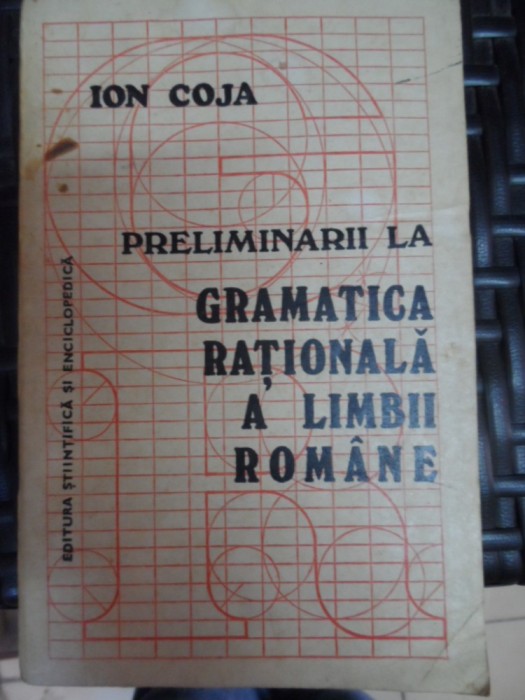 ION COJA
PRELIMINARII LA
GRAMATICA
RAȚIONALĂ
A LIMBII
ROMÂNE
EDITURA ȘTIINȚIFICĂ ȘI ENCICLOPEDICĂ